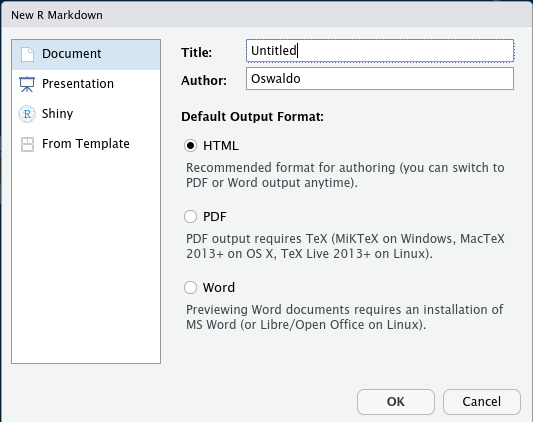 New R Markdown
Document
Presentation
R Shiny
From Template
Title: Untitled
Author: Oswaldo
Default Output Format:
HTML
Recommended format for authoring (you can switch to
PDF or Word output anytime).
PDF
PDF output requires TeX (MiKTeX on Windows, MacTeX
2013+ on OS X, TeX Live 2013+ on Linux).
Word
Previewing Word documents requires an installation of
MS Word (or Libre/Open Office on Linux).
OK Cancel